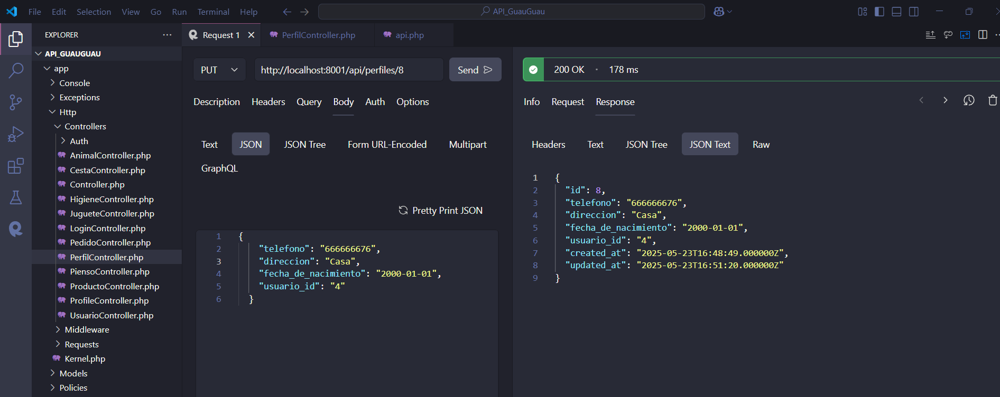 File Edit Selection View Go Run Terminal Help API_GuauGuau
EXPLORER
API_GUAUGUAU
app
Console
Exceptions
Http
Controllers
Auth
AnimalController.php
CestaController.php
Controller.php
HigieneController.php
JugueteController.php
LoginController.php
PedidoController.php
PerfilController.php
PiensoController.php
ProductoController.php
ProfileController.php
UsuarioController.php
Middleware
Requests
Kernel.php
Models
Policies
Request 1 PerfilController.php api.php
PUT http://localhost:8001/api/perfiles/8 Send
Description Headers Query Body Auth Options
Text JSON JSON Tree Form URL-Encoded Multipart
GraphQL
Pretty Print JSON
1 {
2 "telefono": "666666676",
3 "direccion": "Casa",
4 "fecha_de_nacimiento": "2000-01-01",
5 "usuario_id": "4"
6 }
200 OK · 178 ms
Info Request Response
Headers Text JSON Tree JSON Text Raw
1 {
2 "id": 8,
3 "telefono": "666666676",
4 "direccion": "Casa",
5 "fecha_de_nacimiento": "2000-01-01",
6 "usuario_id": "4",
7 "created_at": "2025-05-23T16:48:49.000000Z",
8 "updated_at": "2025-05-23T16:51:20.000000Z"
9 }